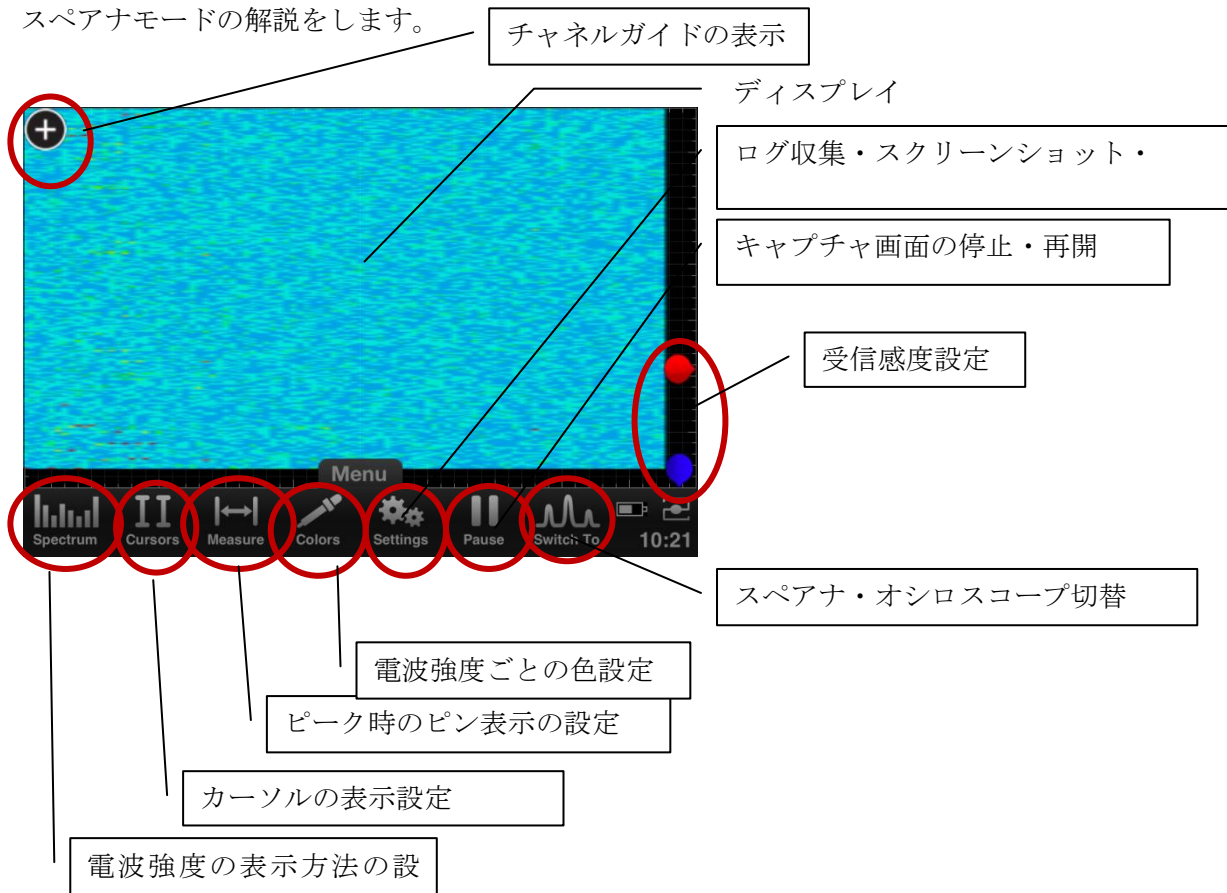 スペアナモードの解説をします。
チャネルガイドの表示
ディスプレイ
ログ収集・スクリーンショット・
キャプチャ画面の停止・再開
受信感度設定
Menu
Spectrum
Cursors
Measure
Colors
Settings
Pause
Switch To
10:21
スペアナ・オシロスコープ切替
電波強度ごとの色設定
ピーク時のピン表示の設定
カーソルの表示設定
電波強度の表示方法の設